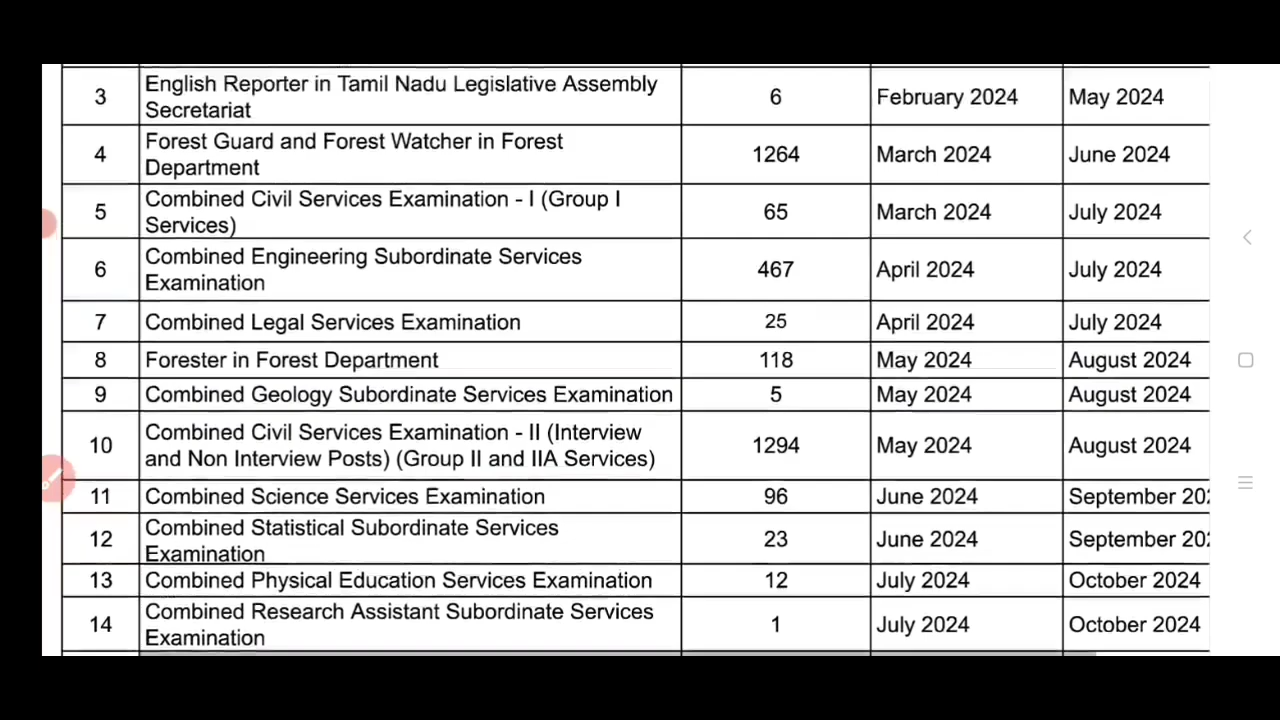 3 English Reporter in Tamil Nadu Legislative Assembly Secretariat 6 February 2024 May 2024
4 Forest Guard and Forest Watcher in Forest Department 1264 March 2024 June 2024
5 Combined Civil Services Examination - I (Group I Services) 65 March 2024 July 2024
6 Combined Engineering Subordinate Services Examination 467 April 2024 July 2024
7 Combined Legal Services Examination 25 April 2024 July 2024
8 Forester in Forest Department 118 May 2024 August 2024
9 Combined Geology Subordinate Services Examination 5 May 2024 August 2024
10 Combined Civil Services Examination - II (Interview and Non Interview Posts) (Group II and IIA Services) 1294 May 2024 August 2024
11 Combined Science Services Examination 96 June 2024 September 202
12 Combined Statistical Subordinate Services Examination 23 June 2024 September 202
13 Combined Physical Education Services Examination 12 July 2024 October 2024
14 Combined Research Assistant Subordinate Services Examination 1 July 2024 October 2024